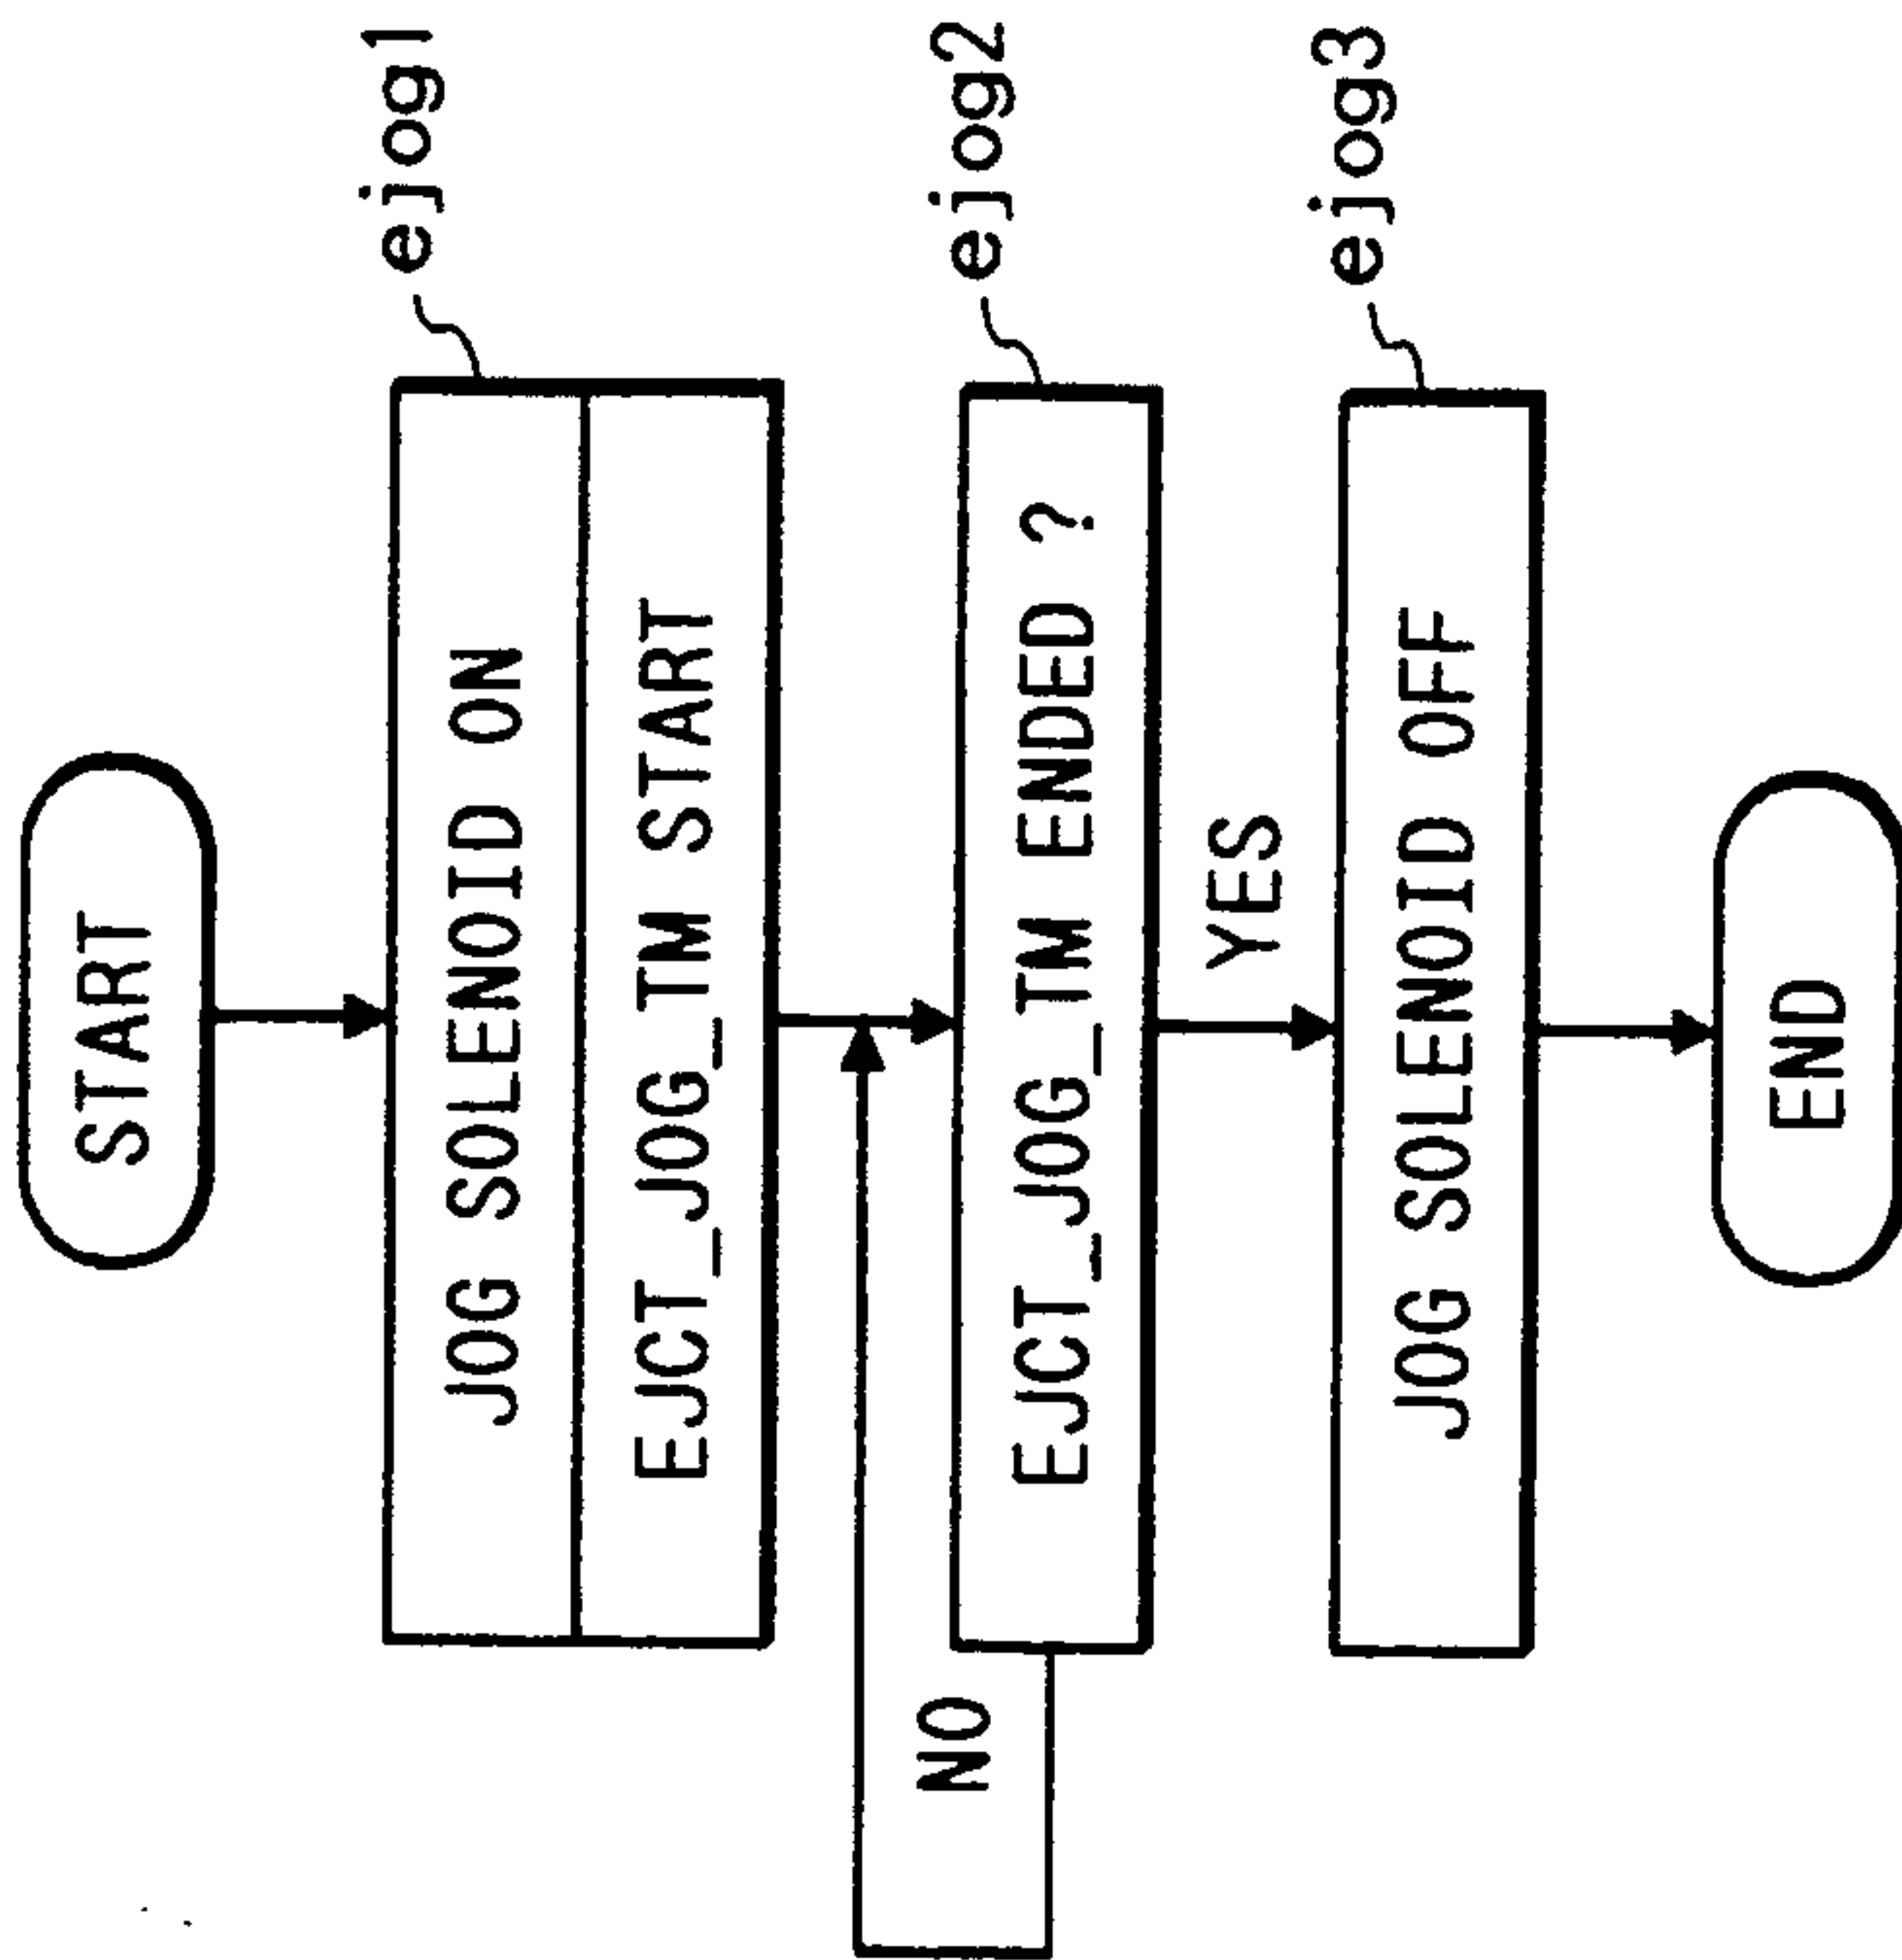 START
JOG SOLENOID ON
ejog1
EJCT_JOG_TM START
EJCT_JOG_TM ENDED ?
ejog2
NO
YES
JOG SOLENOID OFF
ejog3
END